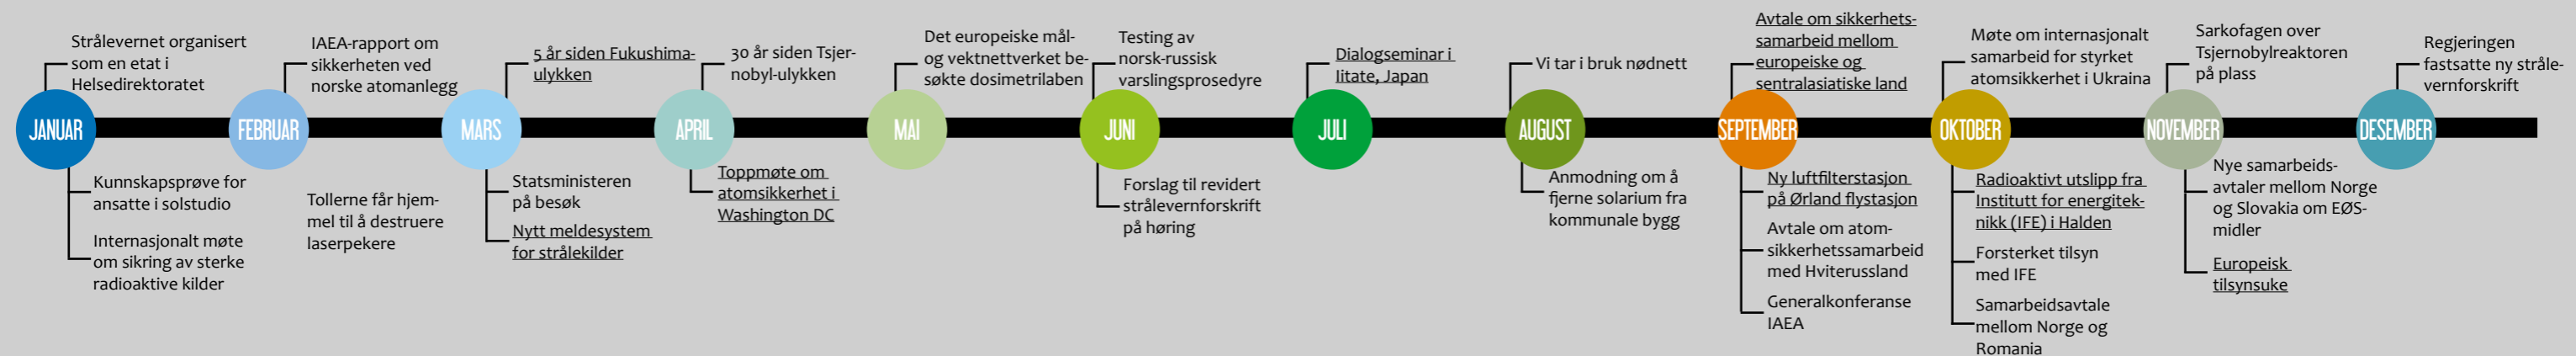 Strålevernet organisert
som en etat i
Helsedirektoratet
JANUAR
Kunnskapsprøve for
ansatte i solstudio
Internasjonalt møte
om sikring av sterke
radioaktive kilder
IAEA-rapport om
sikkerheten ved
norske atomanlegg
FEBRUAR
Tollerne får hjem-
mel til å destruere
laserpekere
5 år siden Fukushima-
ulykken
MARS
Statsministeren
på besøk
Nytt meldesystem
for strålekilder
30 år siden Tsjer-
nobyl-ulykken
APRIL
Toppmøte om
atomsikkerhet i
Washington DC
Det europeiske mål-
og vektnettverket be-
søkte dosimetrilaben
MAI
Testing av
norsk-russisk
varslingsprosedyre
JUNI
Forslag til revidert
strålevernforskrift
på høring
Dialogseminar i
Iitate, Japan
JULI
Vi tar i bruk nødnett
AUGUST
Anmodning om å
fjerne solarium fra
kommunale bygg
Avtale om sikkerhets-
samarbeid mellom
europeiske og
sentralasiatiske land
SEPTEMBER
Ny luftfilterstasjon
på Ørland flystasjon
Avtale om atom-
sikkerhetssamarbeid
med Hviterussland
Generalkonferanse
IAEA
Møte om internasjonalt
samarbeid for styrket
atomsikkerhet i Ukraina
OKTOBER
Radioaktivt utslipp fra
Institutt for energitek-
nikk (IFE) i Halden
Forsterket tilsyn
med IFE
Samarbeidsavtale
mellom Norge og
Romania
Sarkofagen over
Tsjernobylreaktoren
på plass
NOVEMBER
Nye samarbeids-
avtaler mellom Norge
og Slovakia om EØS-
midler
Europeisk
tilsynsuke
Regjeringen
fastsatte ny stråle-
vernforskrift
DESEMBER